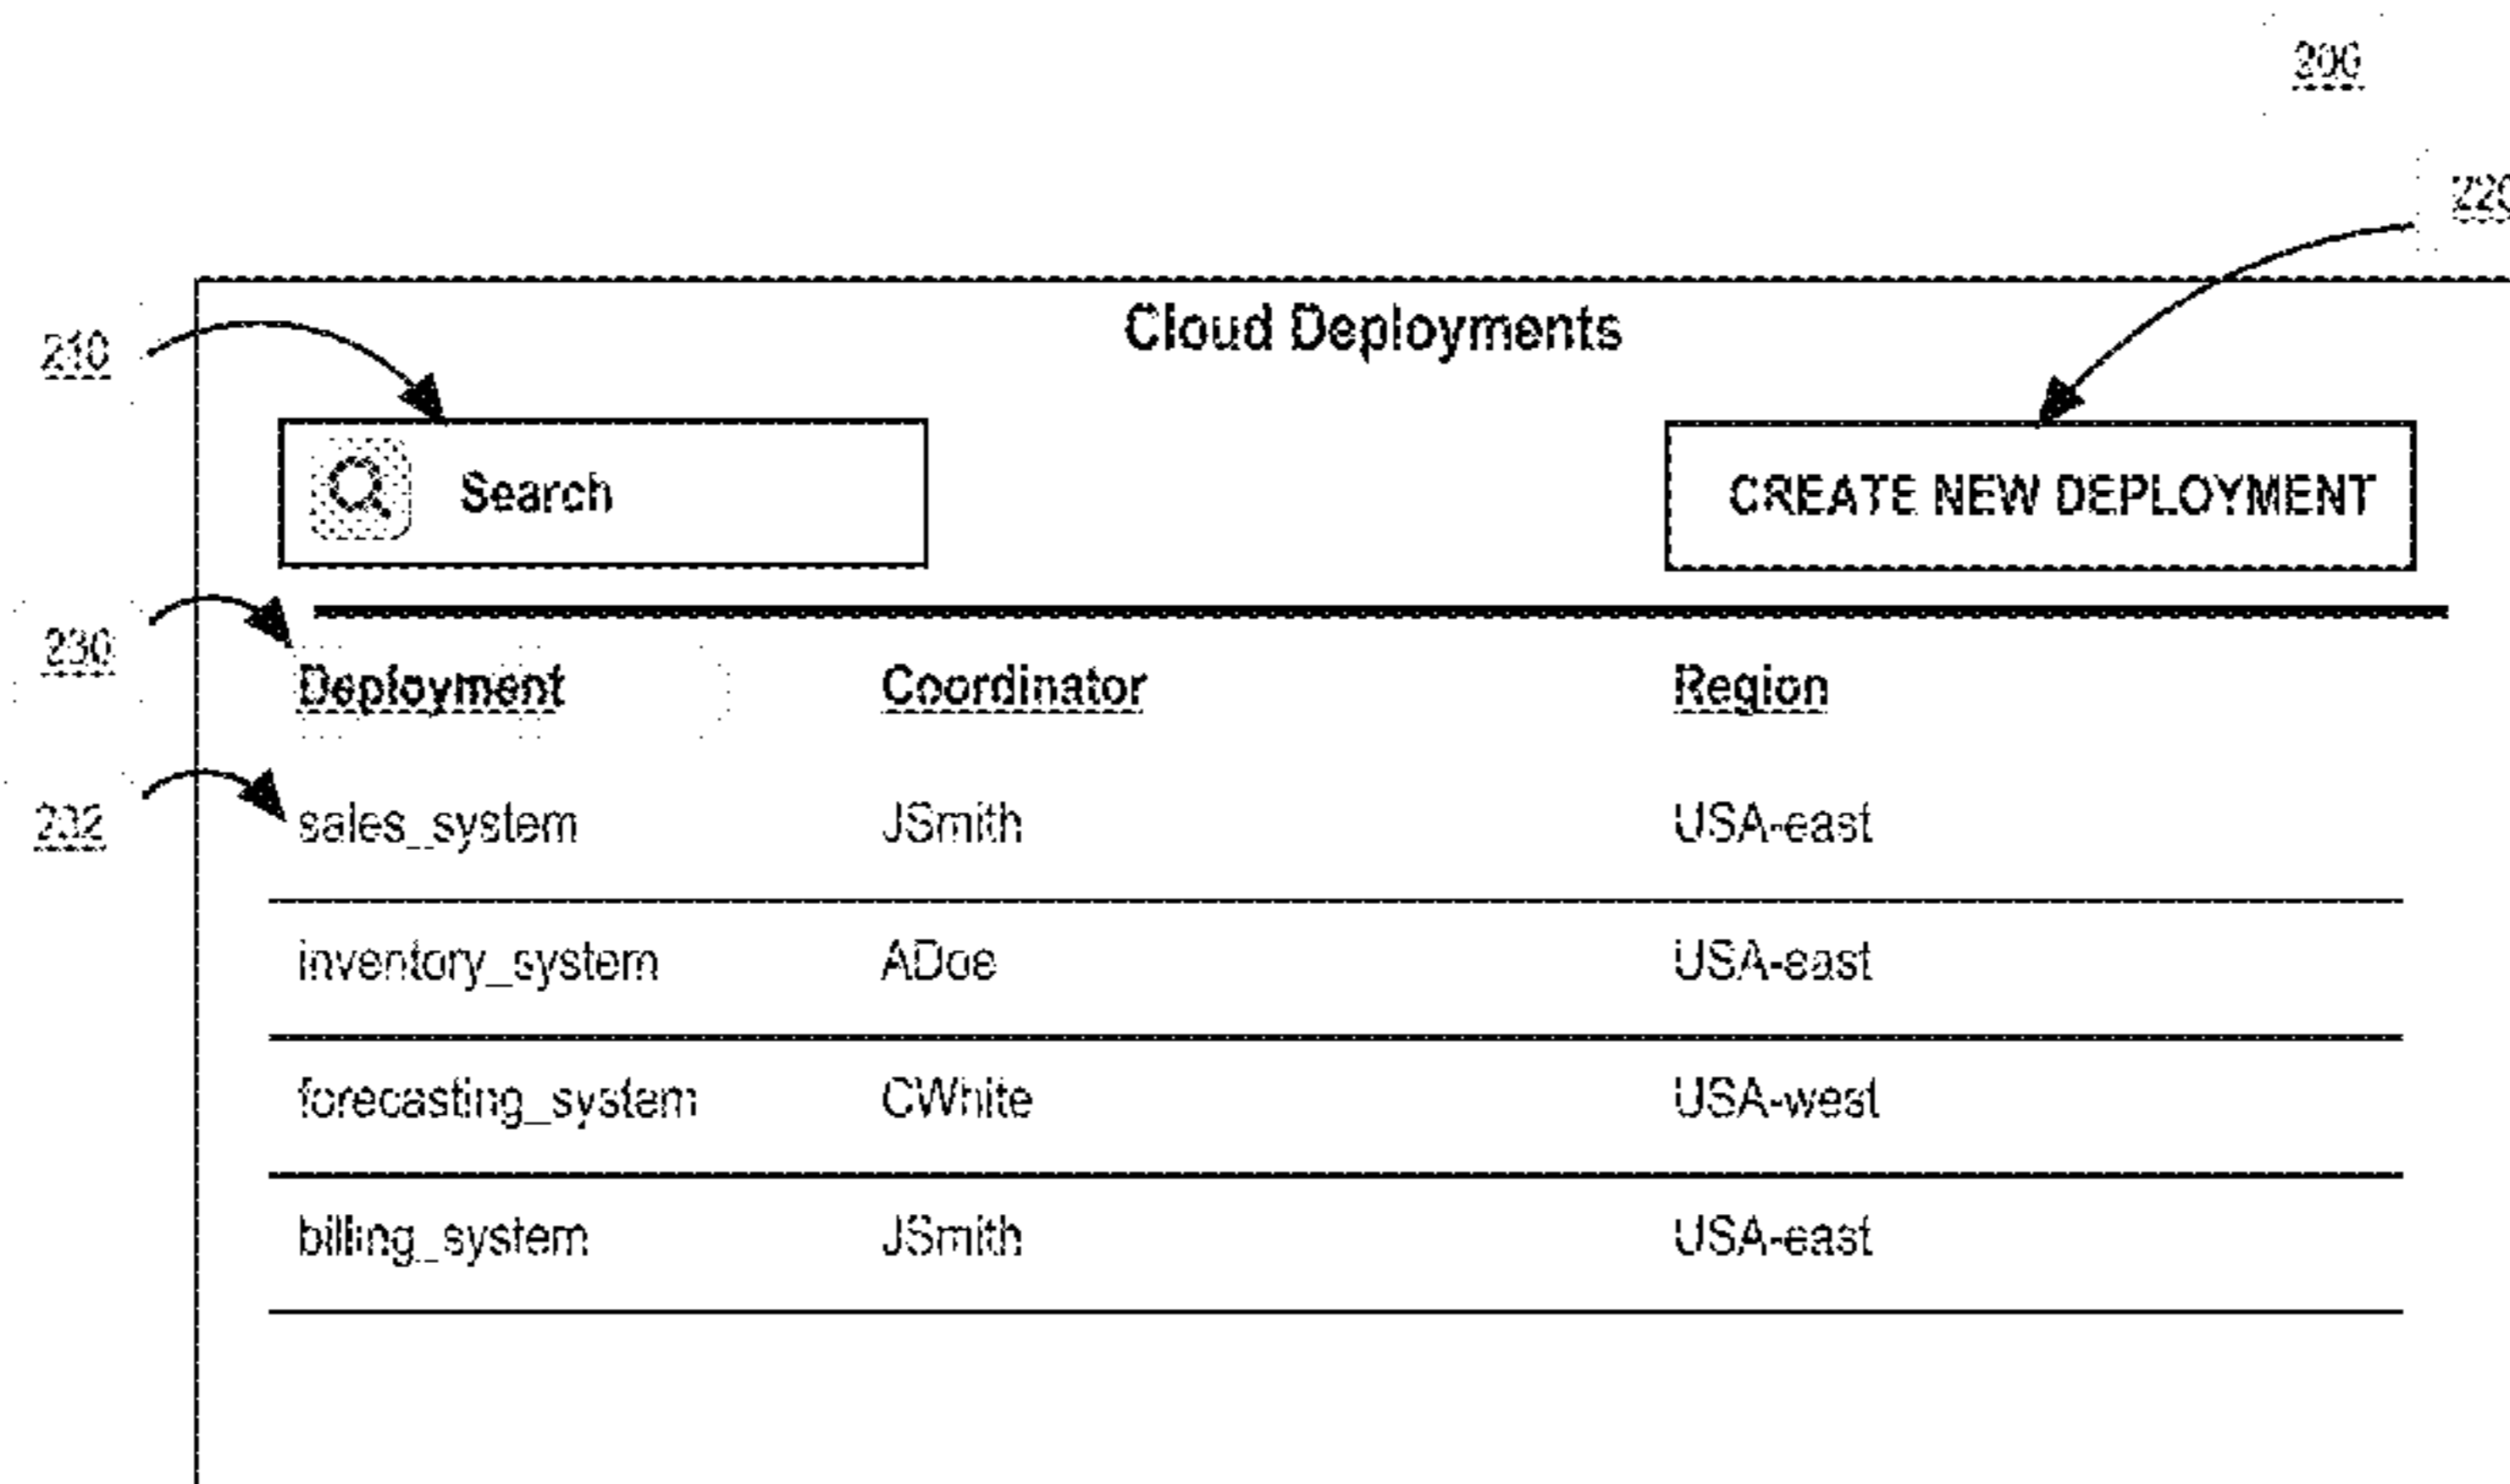 200
220
Cloud Deployments
210
Search
CREATE NEW DEPLOYMENT
230
Deployment Coordinator Region
232
sales_system JSmith USA-east
inventory_system ADoe USA-east
forecasting_system CWhite USA-west
billing_system JSmith USA-east